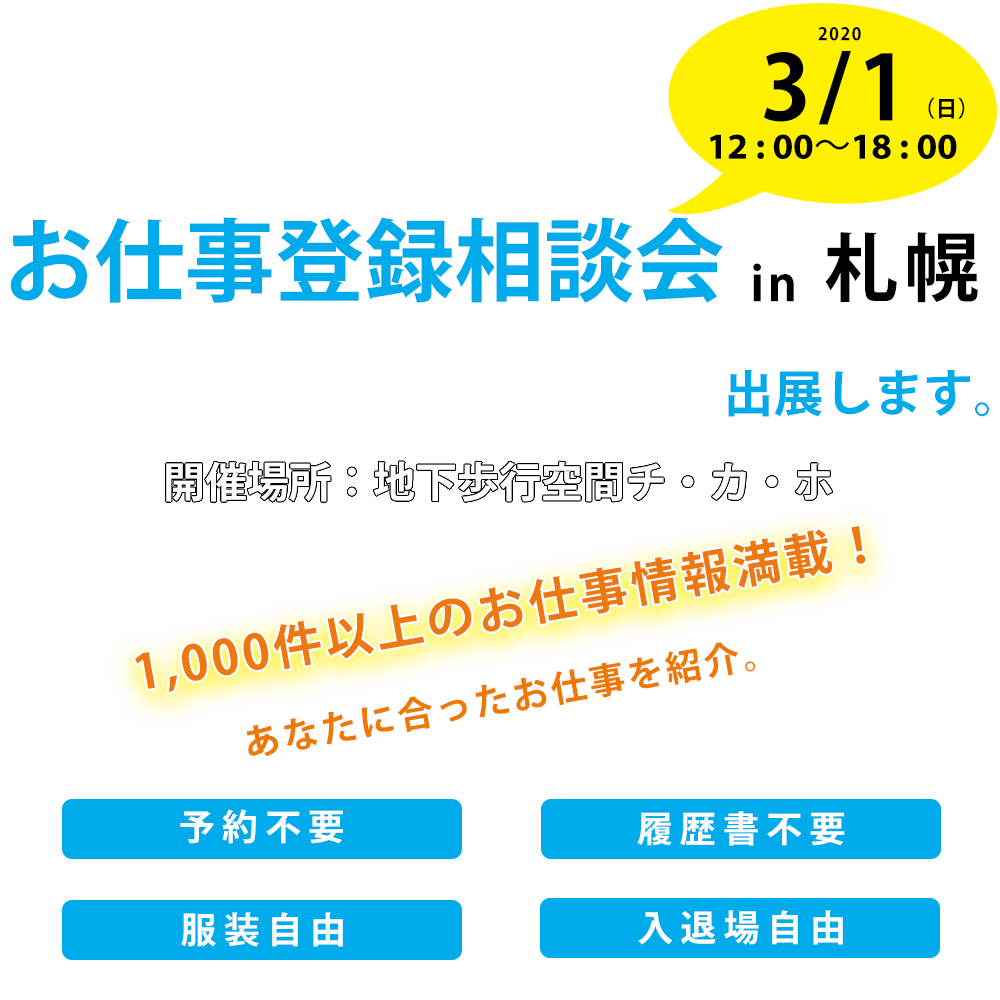 2020
3/1(日)
12:00〜18:00
お仕事登録相談会 in 札幌
出展します。
開催場所：地下歩行空間チ・カ・ホ
1,000件以上のお仕事情報満載！
あなたに合ったお仕事を紹介。
予約不要
履歴書不要
服装自由
入退場自由